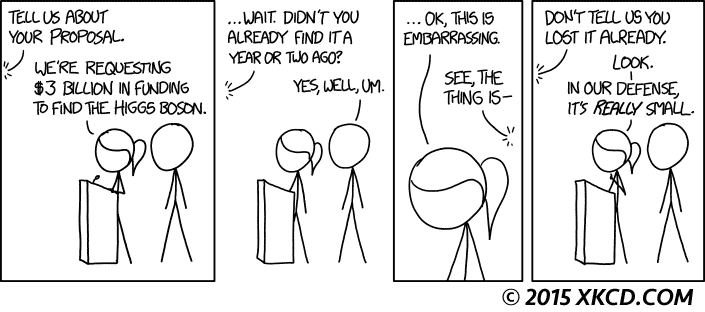 TELL US ABOUT
YOUR PROPOSAL.
WE'RE REQUESTING
$3 BILLION IN FUNDING
TO FIND THE HIGGS BOSON.
...WAIT. DIDN'T YOU
ALREADY FIND IT A
YEAR OR TWO AGO?
YES, WELL, UM.
... OK, THIS IS
EMBARRASSING.
SEE, THE
THING IS—
DON'T TELL US YOU
LOST IT ALREADY.
LOOK.
IN OUR DEFENSE,
IT'S REALLY SMALL.
© 2015 XKCD.COM